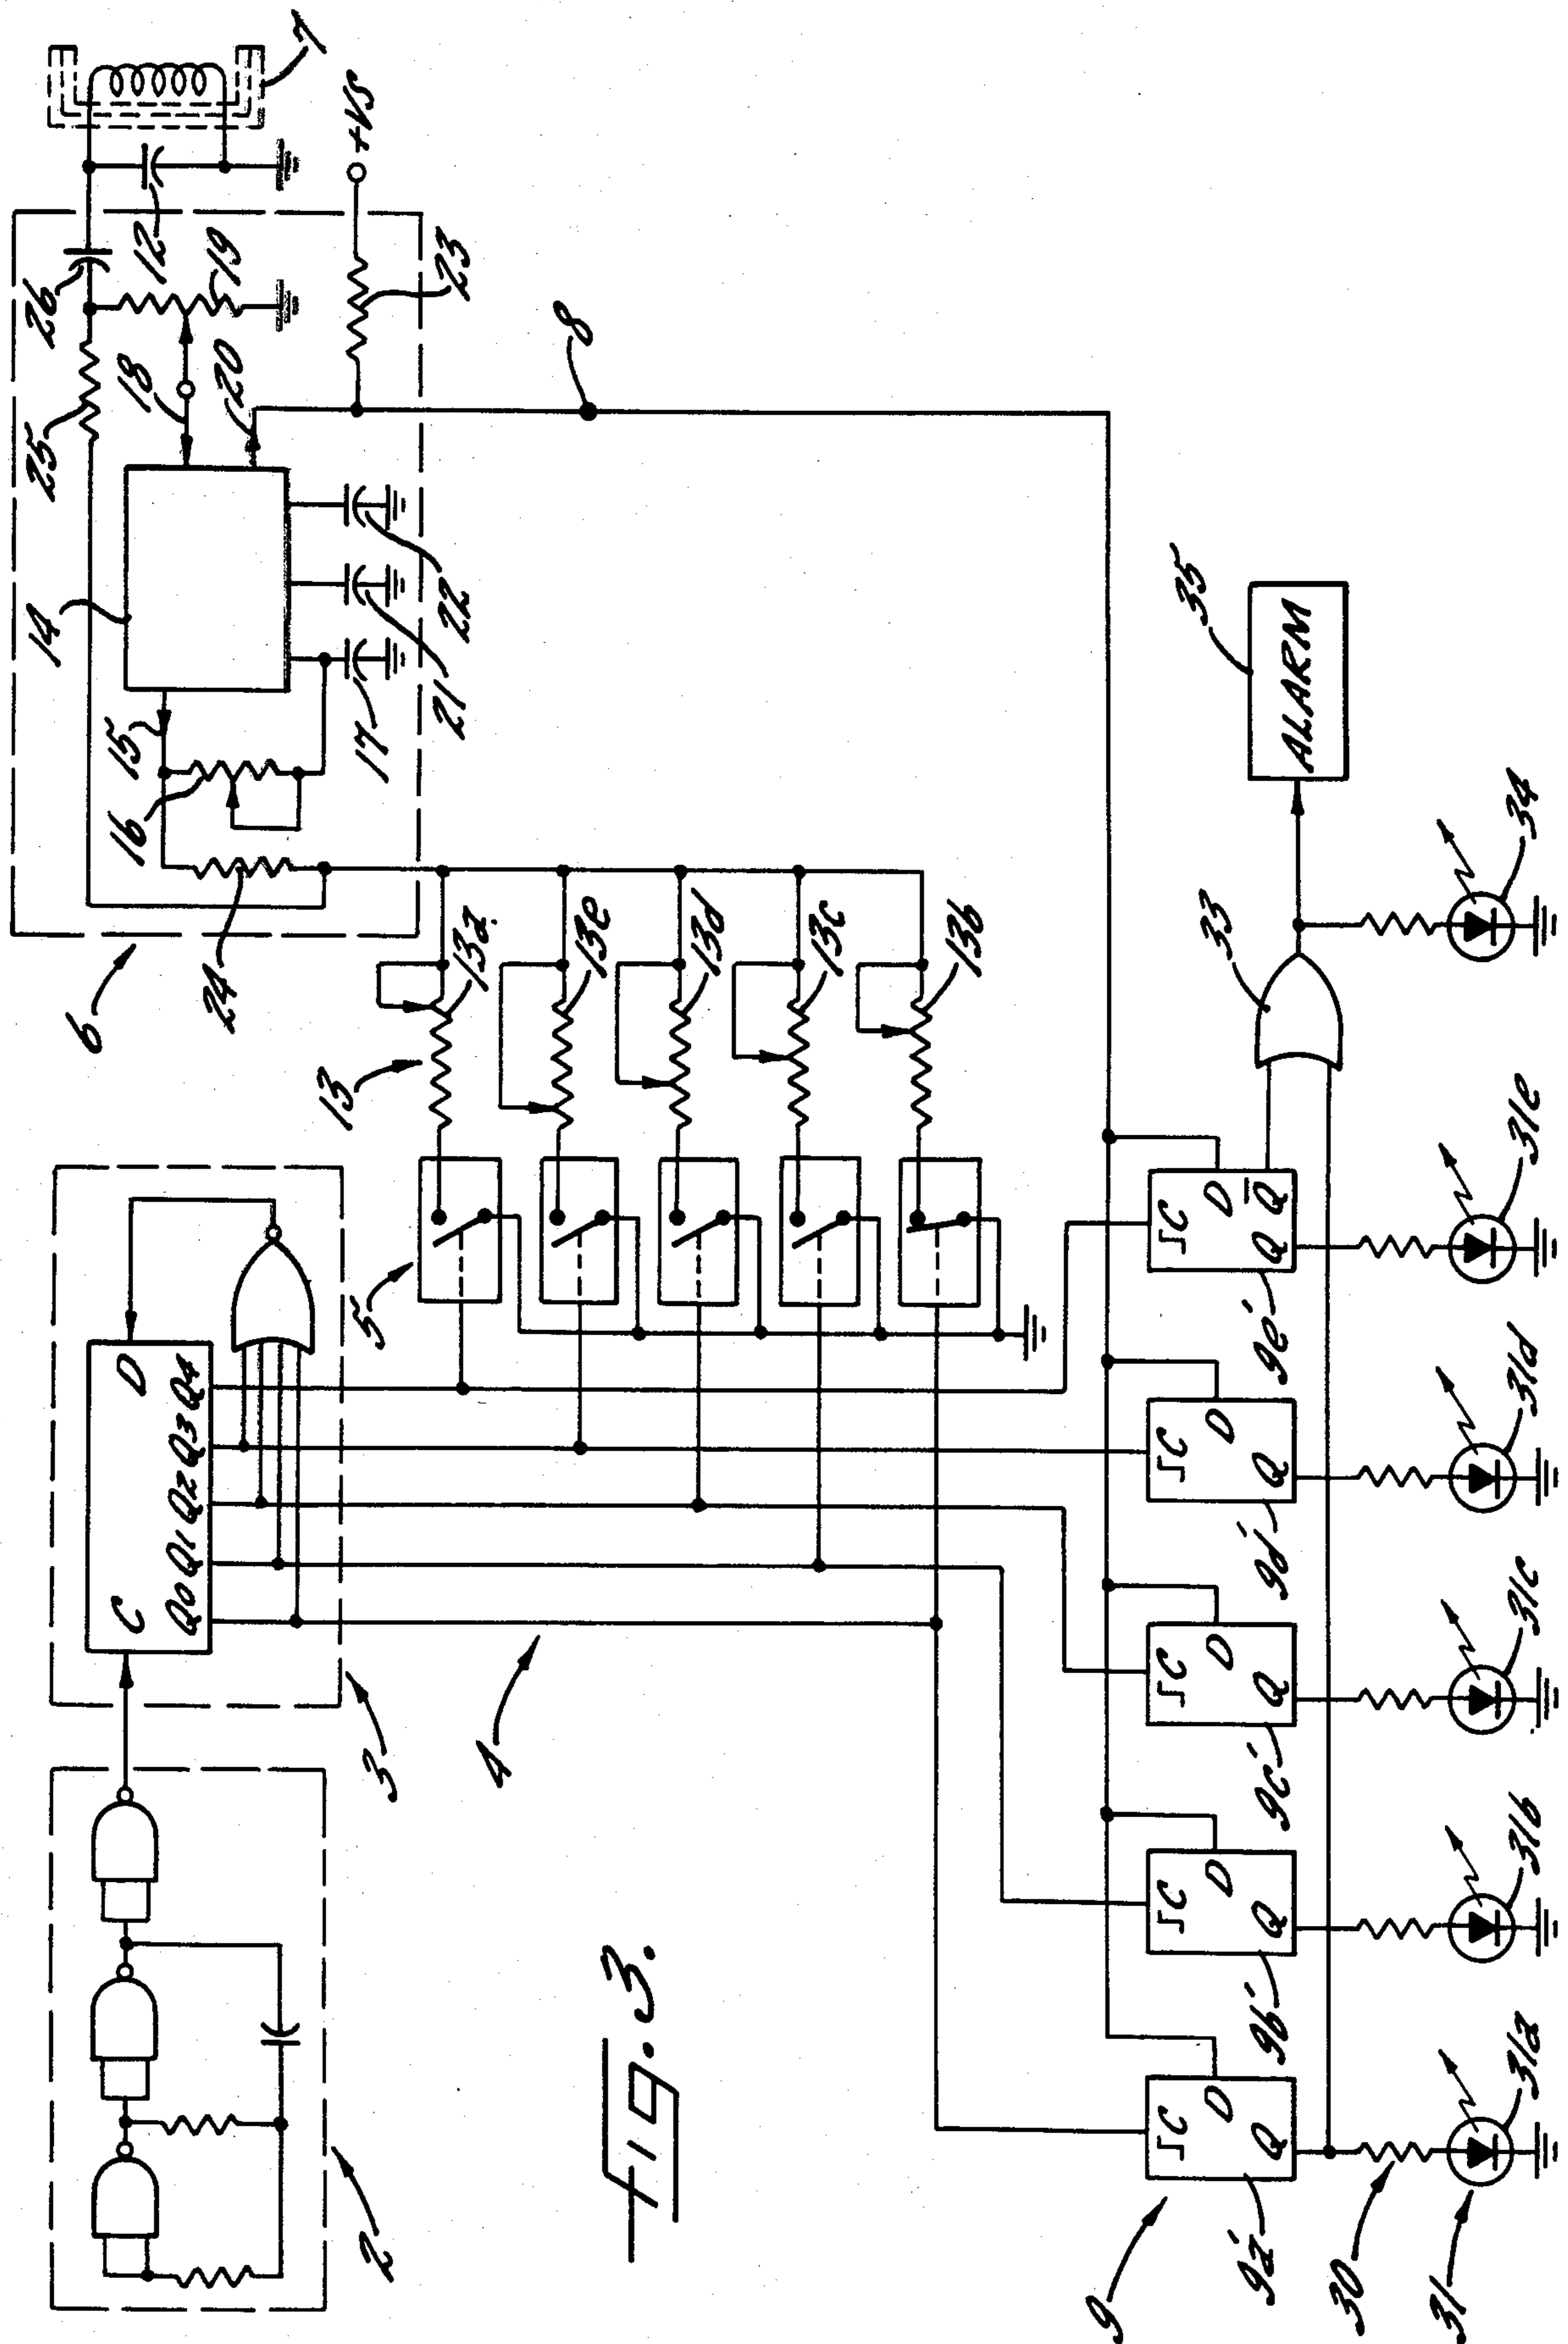 2
3
C
D
Q0 Q1 Q2 Q3 Q4
4
5
6
7
8
12
13
13a
13e
13d
13c
13b
14
15
16
17
18
19
20
21
22
23
+VS
24
25
26
9
C
D
Q
9a'
C
D
Q
9b'
C
D
Q
9c'
C
D
Q
9d'
C
D
Q Q̅
9e'
30
31
31a
31b
31c
31d
31e
33
34
35
ALARM
Fig. 3.